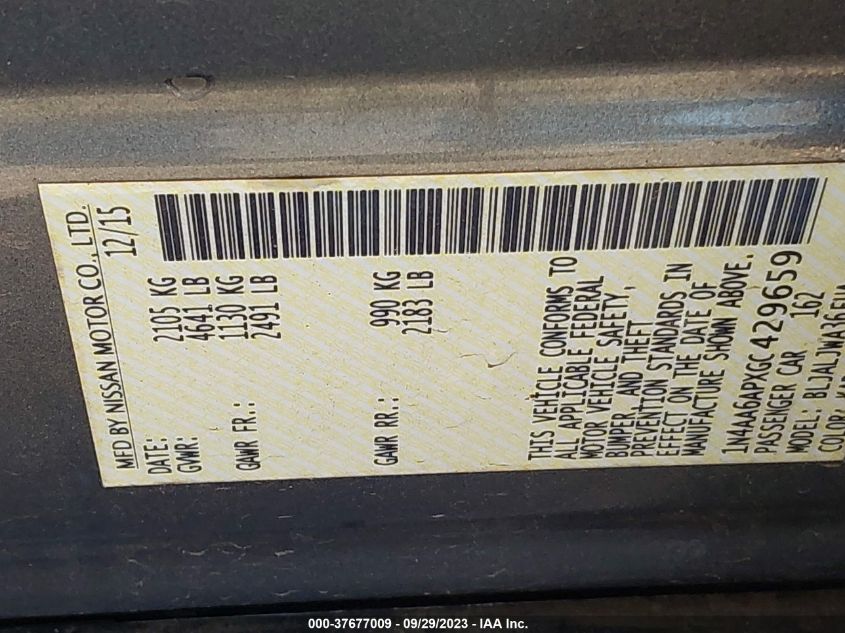 MFD BY NISSAN MOTOR CO., LTD.
DATE: 12/15
GVWR: 2105 KG
4641 LB
GAWR FR.: 1130 KG
2491 LB
GAWR RR.: 990 KG
2183 LB
THIS VEHICLE CONFORMS TO
ALL APPLICABLE FEDERAL
MOTOR VEHICLE SAFETY,
BUMPER, AND THEFT
PREVENTION STANDARDS IN
EFFECT ON THE DATE OF
MANUFACTURE SHOWN ABOVE.
1N4AA6APXGC429659
PASSENGER CAR 162
MODEL:
COLOR:
000-37677009 - 09/29/2023 - IAA Inc.